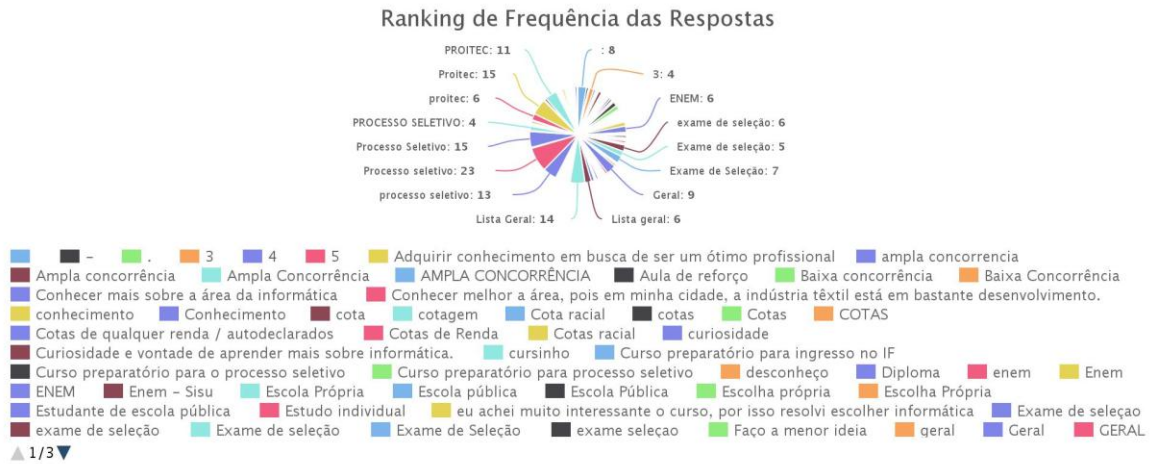 Ranking de Frequência das Respostas
PROITEC: 11
: 8
Proitec: 15
3: 4
proitec: 6
ENEM: 6
PROCESSO SELETIVO: 4
exame de seleção: 6
Processo Seletivo: 15
Exame de seleção: 5
Processo seletivo: 23
Exame de Seleção: 7
processo seletivo: 13
Geral: 9
Lista Geral: 14
Lista geral: 6
– . 3 4 5 Adquirir conhecimento em busca de ser um ótimo profissional ampla concorrencia
Ampla concorrência Ampla Concorrência AMPLA CONCORRÊNCIA Aula de reforço Baixa concorrência Baixa Concorrência
Conhecer mais sobre a área da informática Conhecer melhor a área, pois em minha cidade, a indústria têxtil está em bastante desenvolvimento.
conhecimento Conhecimento cota cotagem Cota racial cotas Cotas COTAS
Cotas de qualquer renda / autodeclarados Cotas de Renda Cotas racial curiosidade
Curiosidade e vontade de aprender mais sobre informática. cursinho Curso preparatório para ingresso no IF
Curso preparatório para o processo seletivo Curso preparatório para processo seletivo desconheço Diploma enem Enem
ENEM Enem – Sisu Escola Própria Escola pública Escola Pública Escolha própria Escolha Própria
Estudante de escola pública Estudo individual eu achei muito interessante o curso, por isso resolvi escolher informática Exame de seleçao
exame de seleção Exame de seleção Exame de Seleção exame seleçao Faço a menor ideia geral Geral GERAL
1/3